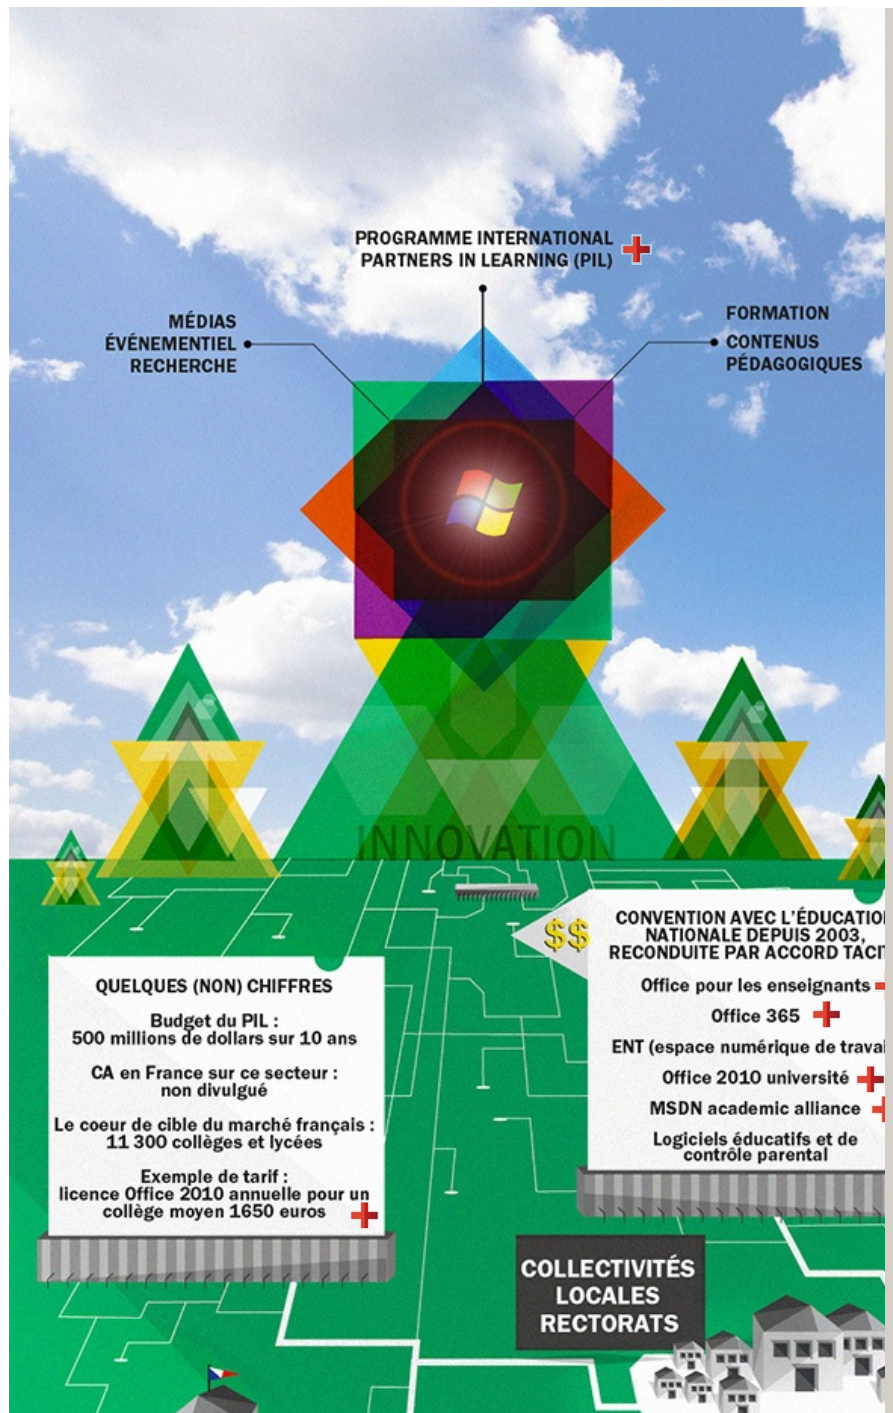 PROGRAMME INTERNATIONAL
PARTNERS IN LEARNING (PIL)
MÉDIAS
ÉVÉNEMENTIEL
RECHERCHE
FORMATION
CONTENUS
PÉDAGOGIQUES
INNOVATION
$$
CONVENTION AVEC L'ÉDUCATION
NATIONALE DEPUIS 2003,
RECONDUITE PAR ACCORD
Office pour les enseignants
Office 365
ENT (espace numérique de
Office 2010 université
MSDN academic alliance
Logiciels éducatifs et de
contrôle parental
QUELQUES (NON) CHIFFRES
Budget du PIL :
500 millions de dollars sur 10 ans
CA en France sur ce secteur :
non divulgué
Le coeur de cible du marché français :
11 300 collèges et lycées
Exemple de tarif :
licence Office 2010 annuelle pour un
collège moyen 1650 euros
COLLECTIVITÉS
LOCALES
RECTORATS